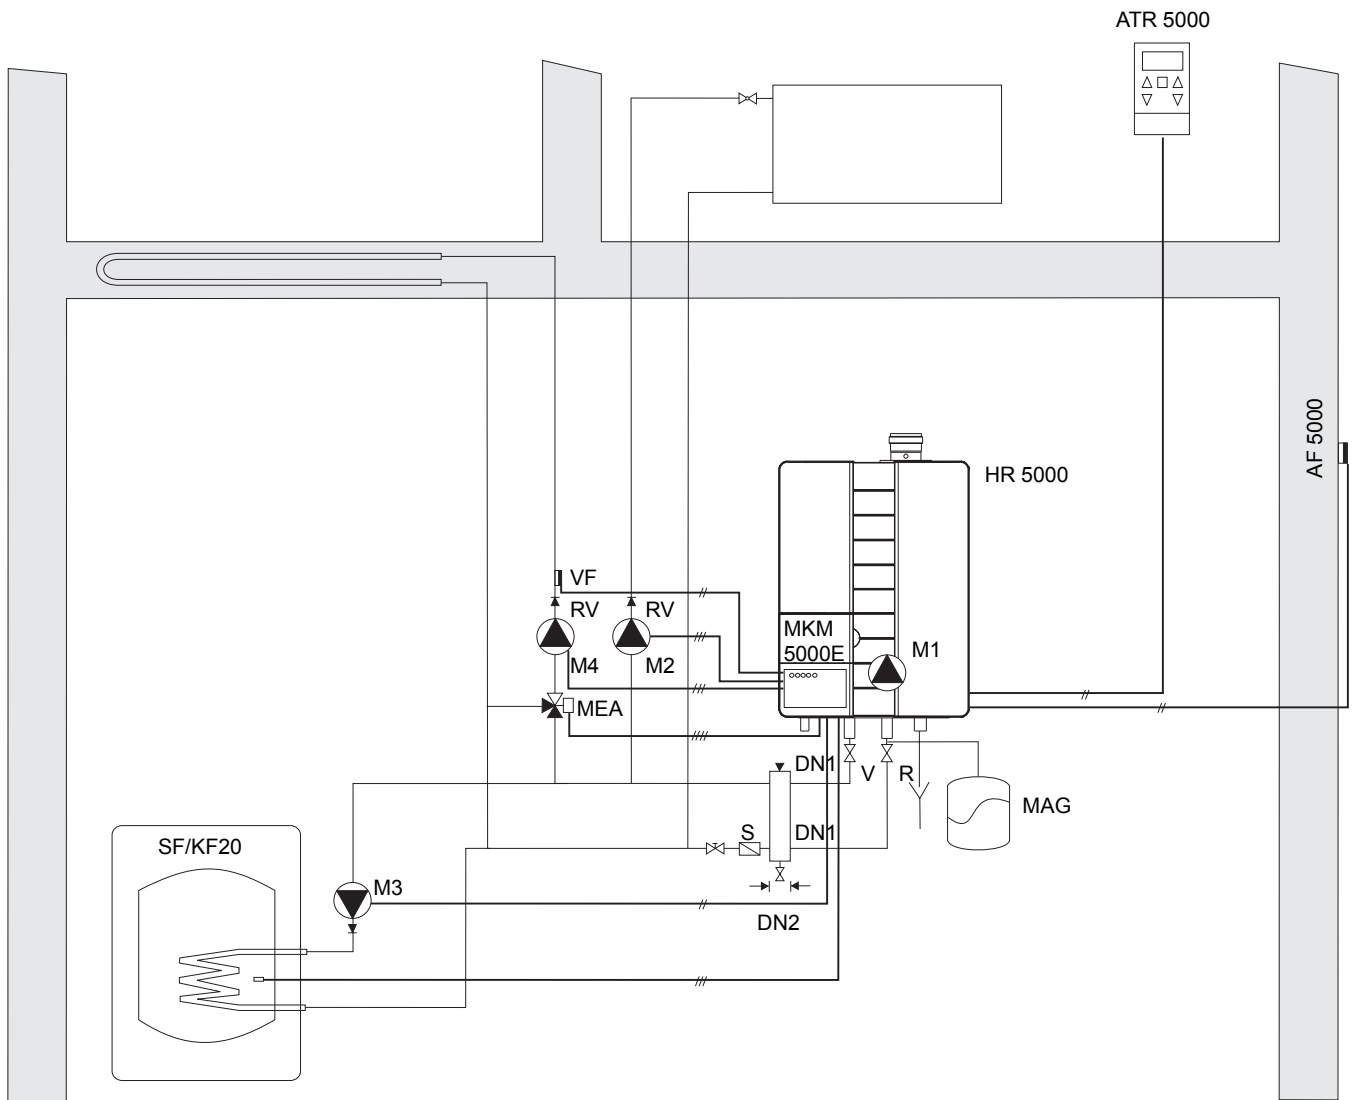 ATR 5000
AF 5000
HR 5000
VF
RV
RV
MKM
5000E
M1
M4
M2
MEA
DN1
V
R
MAG
S
DN1
SF/KF20
M3
DN2